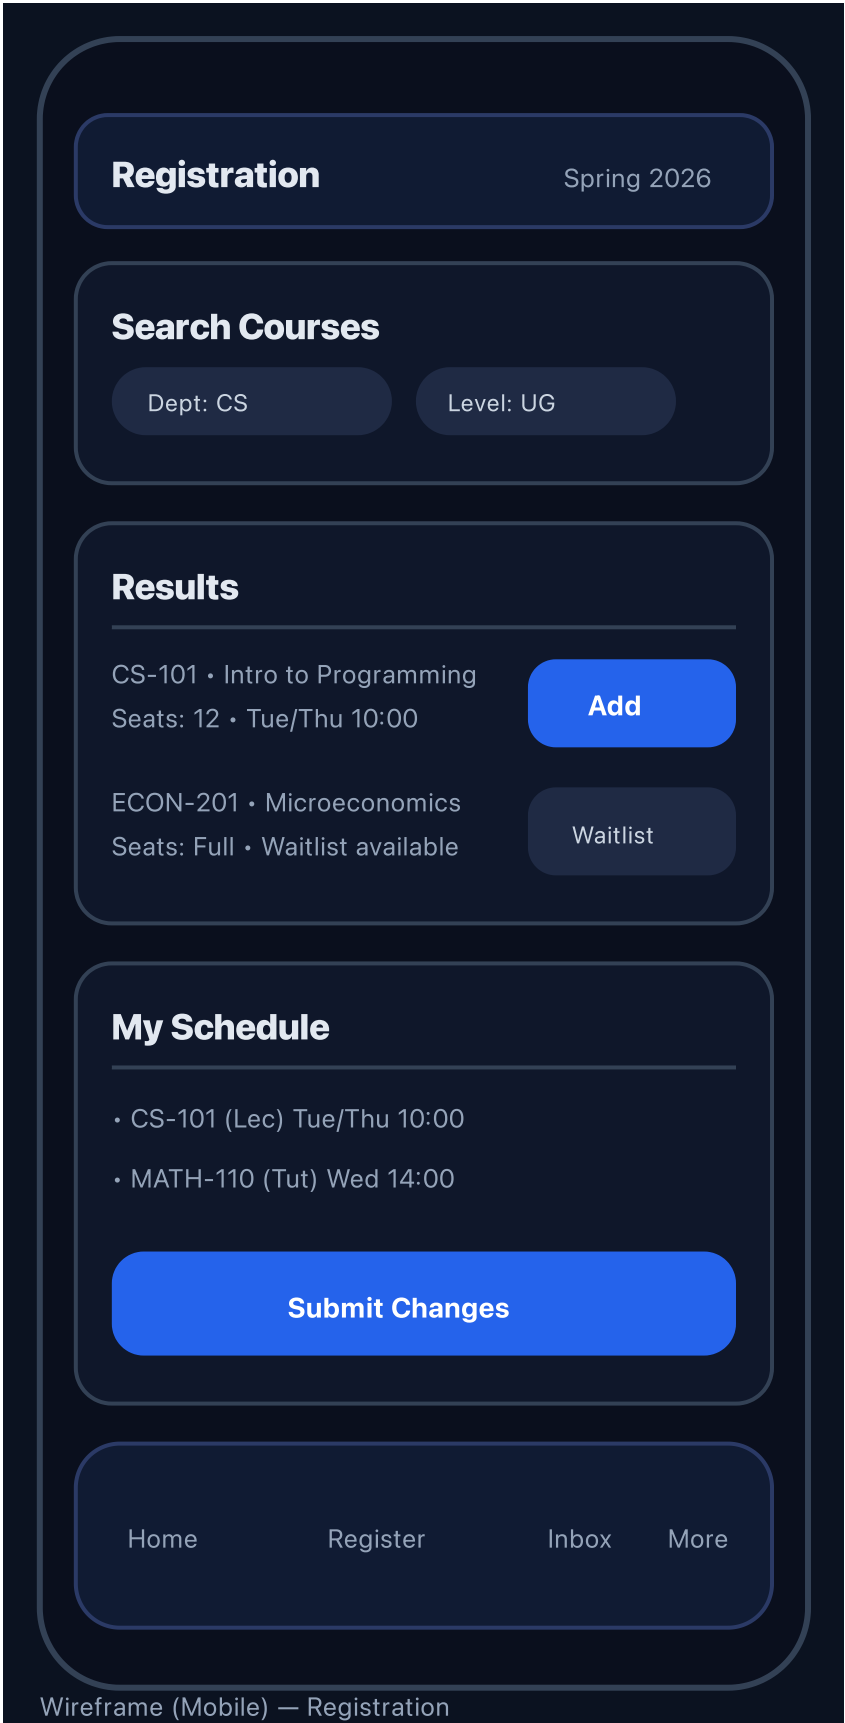 Registration
Spring 2026
Search Courses
Dept: CS
Level: UG
Results
CS-101 • Intro to Programming
Seats: 12 • Tue/Thu 10:00
Add
ECON-201 • Microeconomics
Seats: Full • Waitlist available
Waitlist
My Schedule
• CS-101 (Lec) Tue/Thu 10:00
• MATH-110 (Tut) Wed 14:00
Submit Changes
Home
Register
Inbox
More
Wireframe (Mobile) — Registration